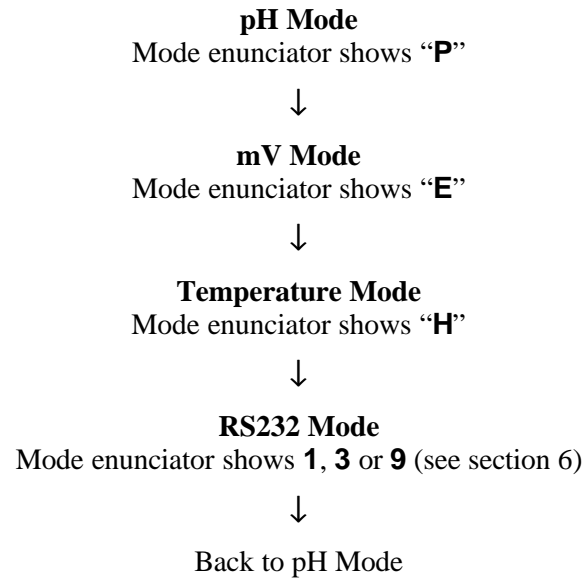 pH Mode
Mode enunciator shows “P”
↓
mV Mode
Mode enunciator shows “E”
↓
Temperature Mode
Mode enunciator shows “H”
↓
RS232 Mode
Mode enunciator shows 1, 3 or 9 (see section 6)
↓
Back to pH Mode